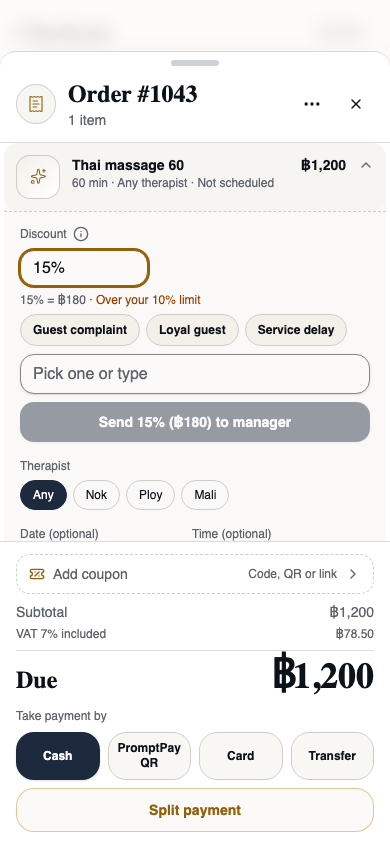 Order #1043
1 item
Thai massage 60
฿1,200
60 min · Any therapist · Not scheduled
Discount
15%
15% = ฿180 · Over your 10% limit
Guest complaint
Loyal guest
Service delay
Pick one or type
Send 15% (฿180) to manager
Therapist
Any
Nok
Ploy
Mali
Date (optional)
Time (optional)
Add coupon
Code, QR or link
Subtotal
฿1,200
VAT 7% included
฿78.50
Due
฿1,200
Take payment by
Cash
PromptPay
QR
Card
Transfer
Split payment